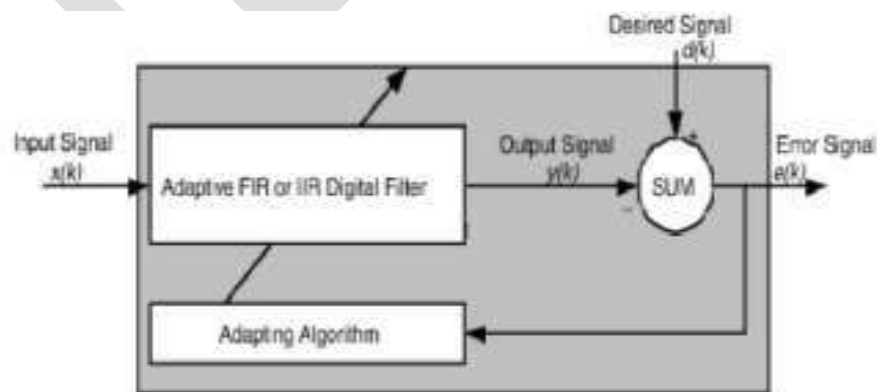 Desired Signal
d(k)
Input Signal
x(k)
Adaptive FIR or IIR Digital Filter
Output Signal
y(k)
+
−
SUM
Error Signal
e(k)
Adapting Algorithm